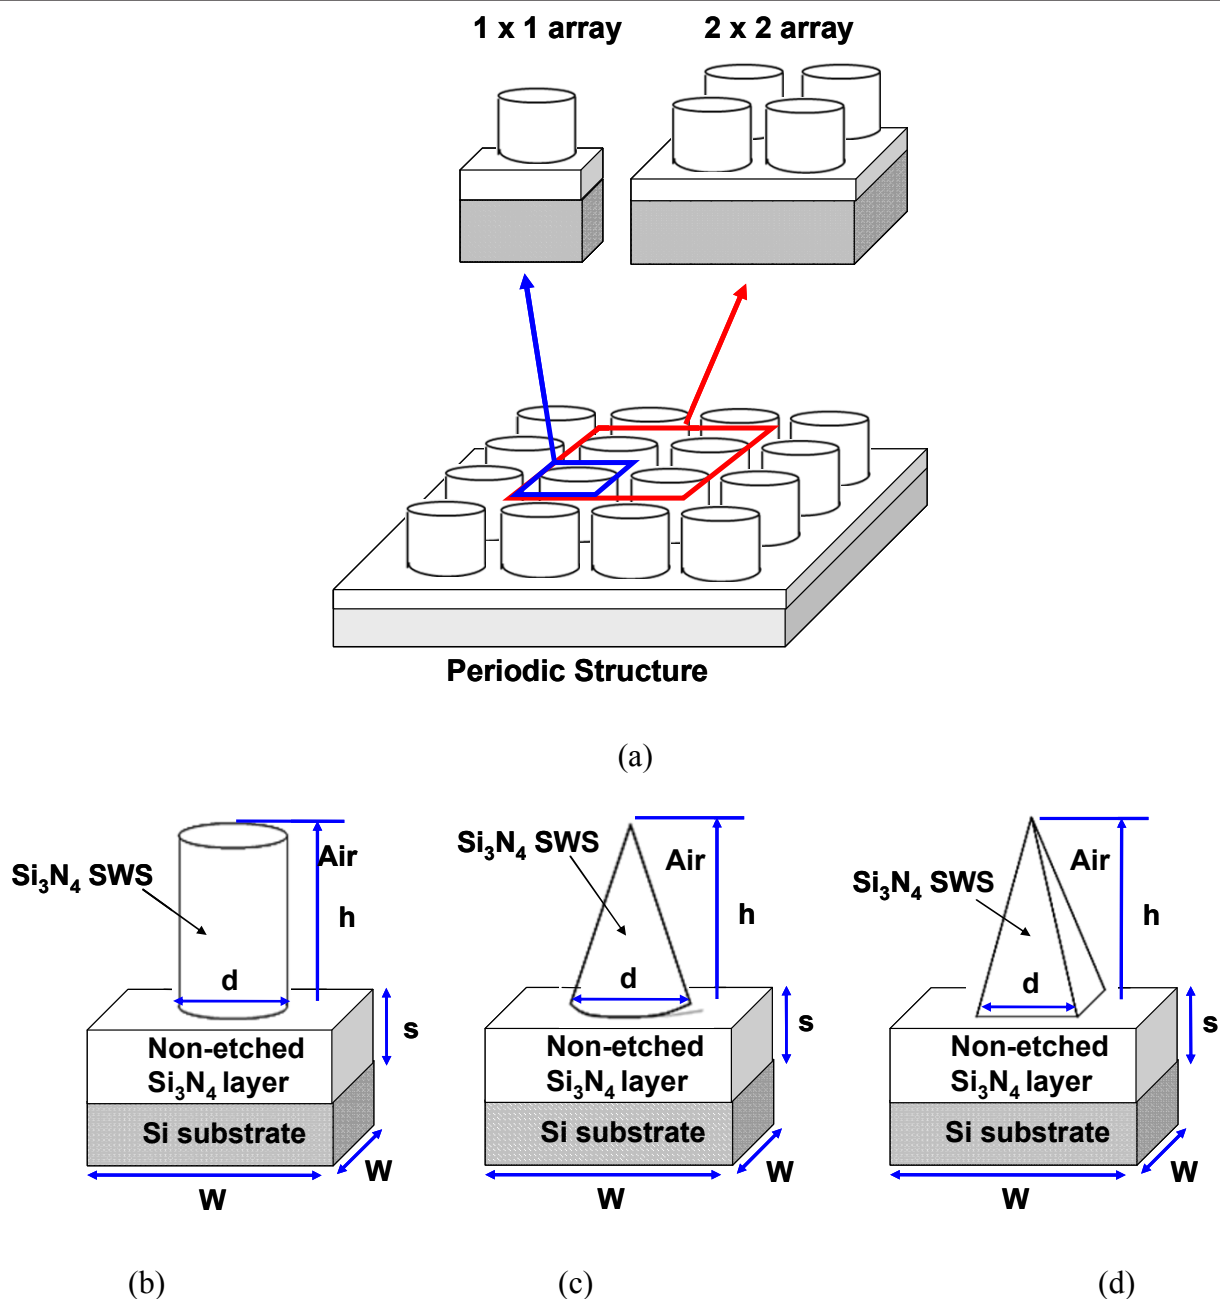 1 x 1 array
2 x 2 array
Periodic Structure
(a)
Si₃N₄ SWS
Air
h
d
s
Non-etched
Si₃N₄ layer
Si substrate
W
W
(b)
Si₃N₄ SWS
Air
h
d
s
Non-etched
Si₃N₄ layer
Si substrate
W
W
(c)
Si₃N₄ SWS
Air
h
d
s
Non-etched
Si₃N₄ layer
Si substrate
W
W
(d)